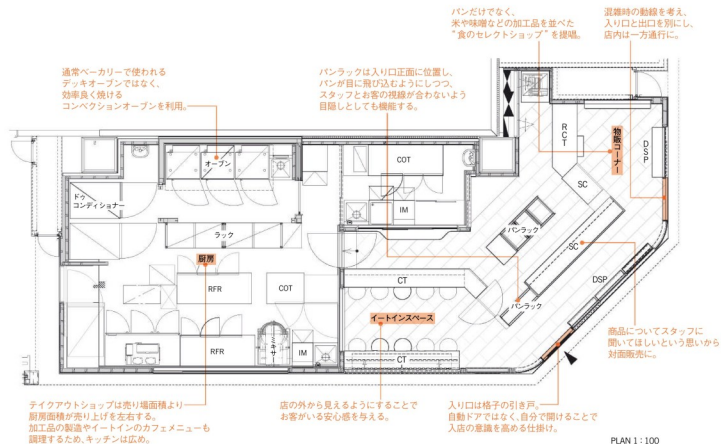 パンだけでなく、
米や味噌などの加工品を並べた
“食のセレクトショップ”を提唱。
混雑時の動線を考え、
入り口と出口を別にし、
店内は一方通行に。
通常ベーカリーで使われる
デッキオーブンではなく、
効率良く焼ける
コンベクションオーブンを利用。
パンラックは入り口正面に位置し、
パンが目に飛び込むようにしつつ、
スタッフとお客の視線が合わないよう
目隠しとしても機能する。
オーブン
COT
RCT
物販コーナー
DSP
ドゥ
コンディショナー
IM
SC
ラック
パンラック
SC
厨房
RFR
COT
CT
パンラック
DSP
イートインスペース
RFR
ミキサー
IM
CT
商品についてスタッフに
聞いてほしいという思いから
対面販売に。
テイクアウトショップは売り場面積より
厨房面積が売り上げを左右する。
加工品の製造やイートインのカフェメニューも
調理するため、キッチンは広め。
店の外から見えるようにすることで
お客がいる安心感を与える。
入り口は格子の引き戸。
自動ドアではなく、自分で開けることで
入店の意識を高める仕掛け。
PLAN 1 : 100